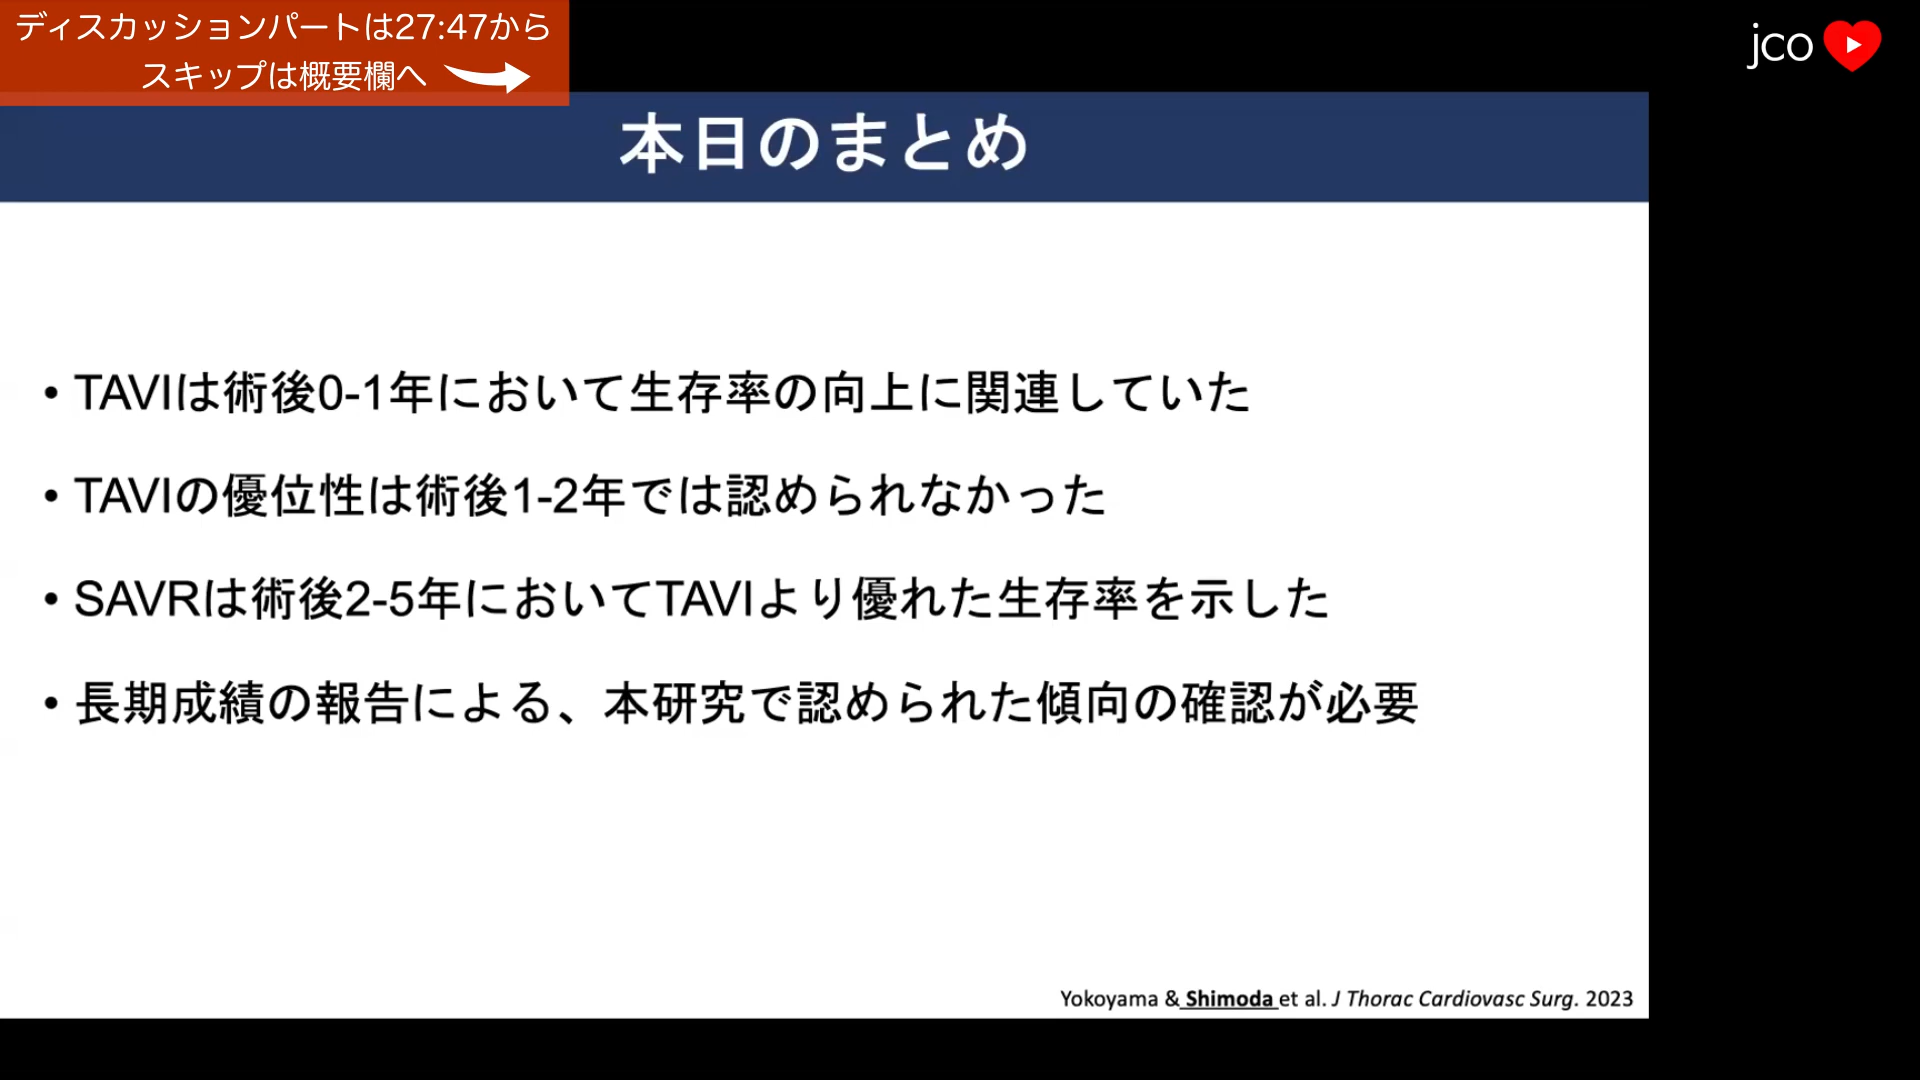 ディスカッションパートは27:47から
スキップは概要欄へ
jco
本日のまとめ
• TAVIは術後0-1年において生存率の向上に関連していた
• TAVIの優位性は術後1-2年では認められなかった
• SAVRは術後2-5年においてTAVIより優れた生存率を示した
• 長期成績の報告による、本研究で認められた傾向の確認が必要
Yokoyama & Shimoda et al. J Thorac Cardiovasc Surg. 2023